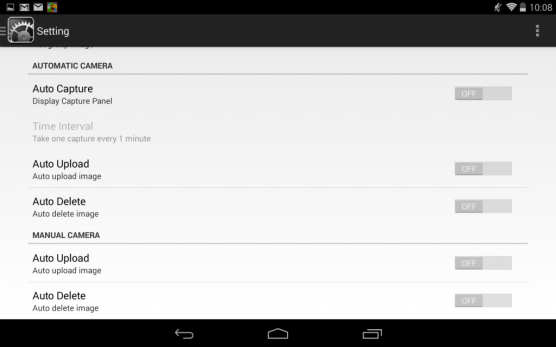 10:08
Setting
AUTOMATIC CAMERA
Auto Capture
Display Capture Panel
OFF
Time Interval
Take one capture every 1 minute
Auto Upload
Auto upload image
OFF
Auto Delete
Auto delete image
OFF
MANUAL CAMERA
Auto Upload
Auto upload image
OFF
Auto Delete
Auto delete image
OFF